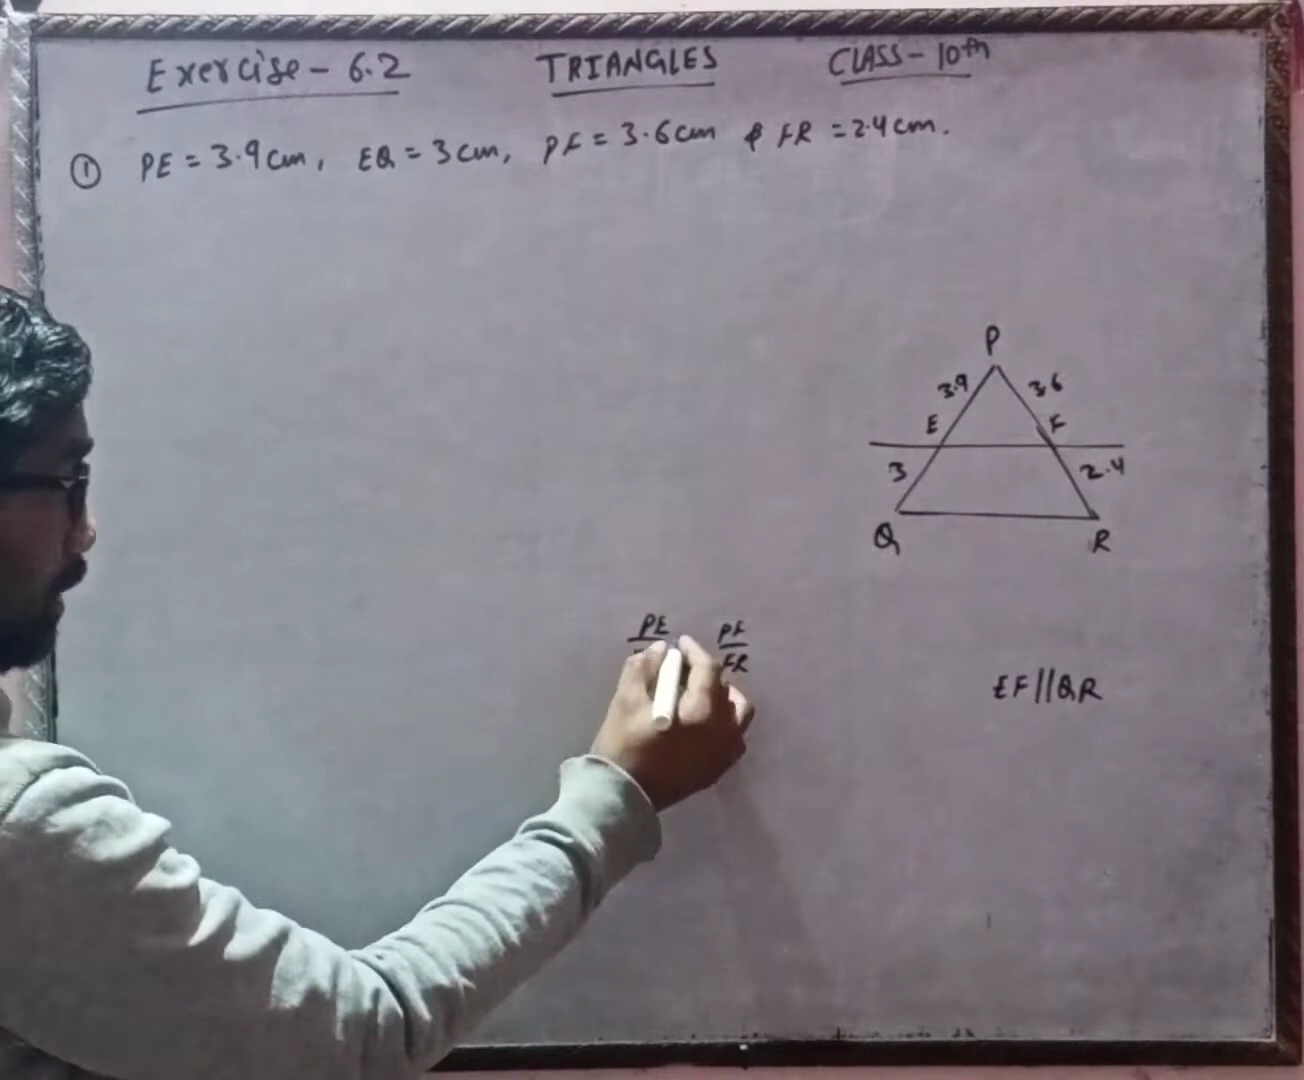 Exercise - 6.2 TRIANGLES CLASS - 10th
① PE = 3.9 cm, EQ = 3 cm, PF = 3.6 cm & FR = 2.4 cm.
P
3.9 3.6
E F
3 2.4
Q R
PE PF
FR
EF || QR